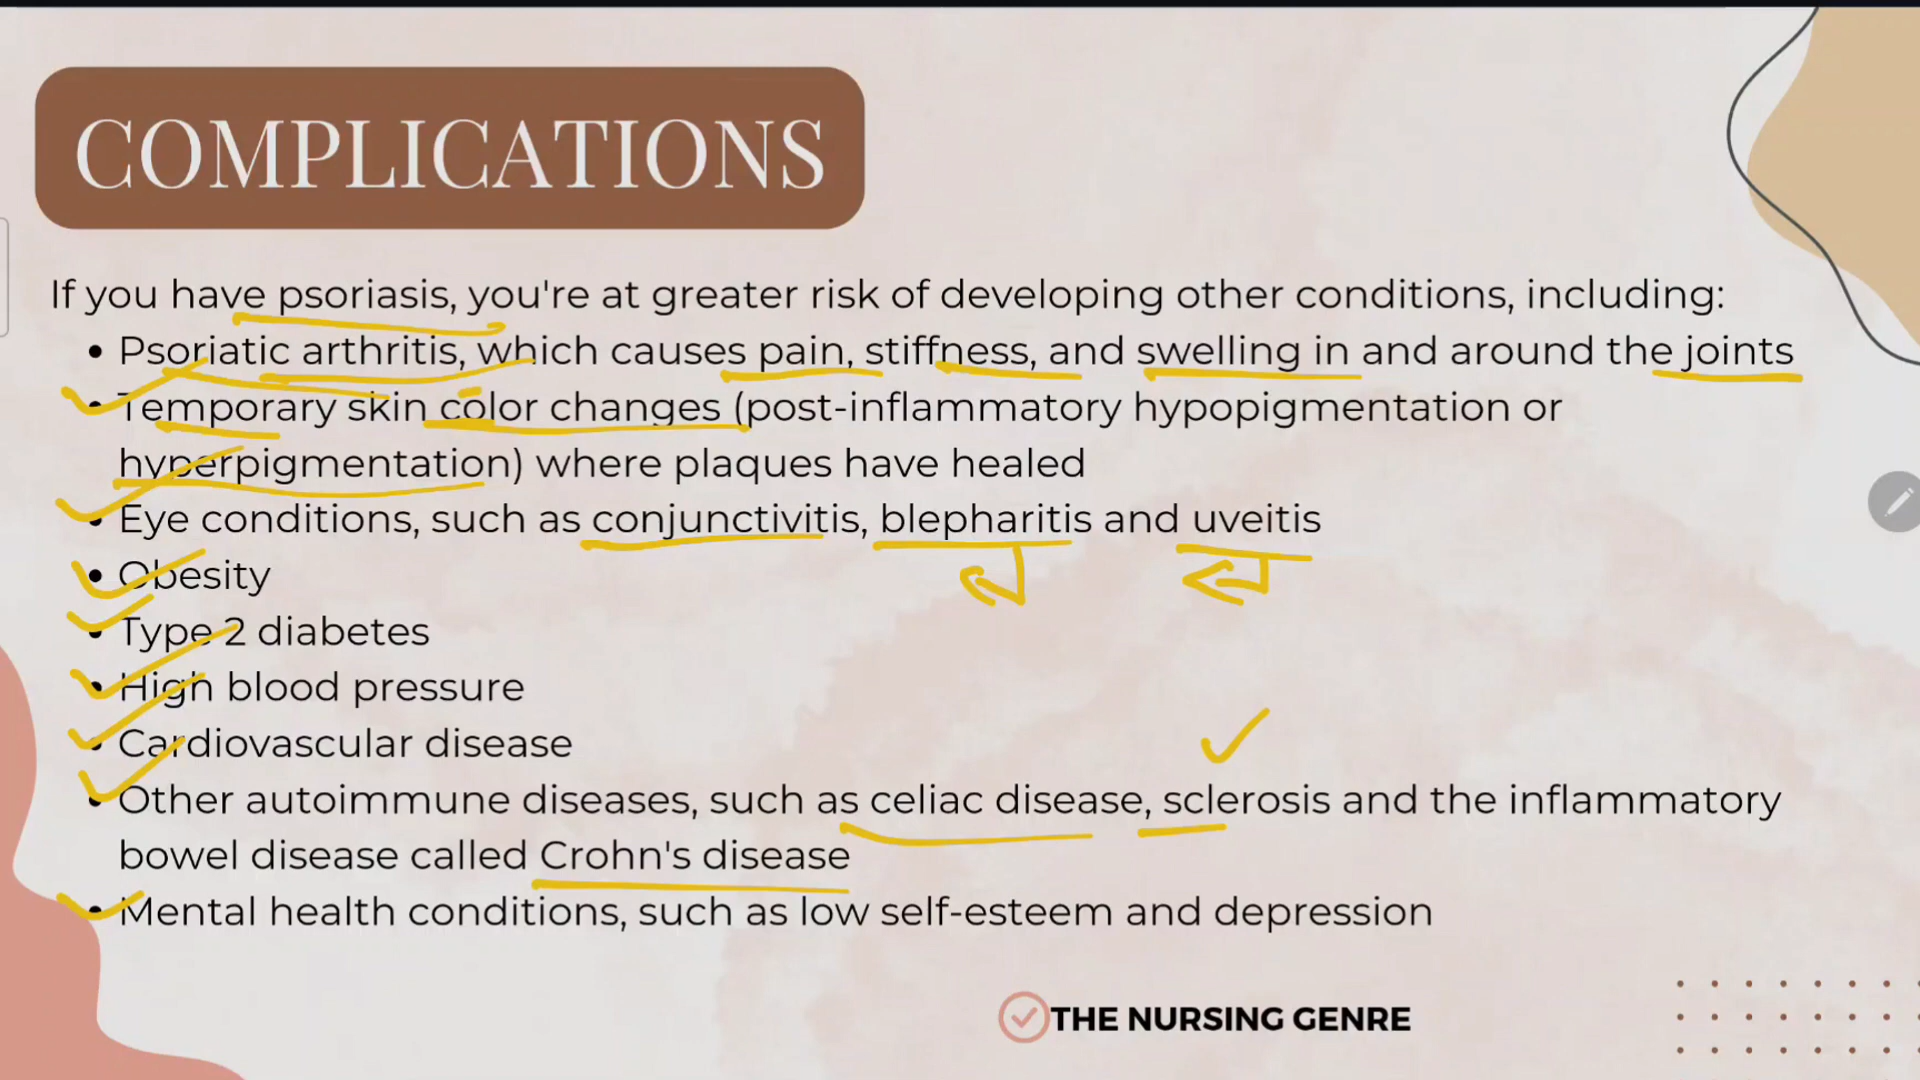 COMPLICATIONS
If you have psoriasis, you're at greater risk of developing other conditions, including:
• Psoriatic arthritis, which causes pain, stiffness, and swelling in and around the joints
• Temporary skin color changes (post-inflammatory hypopigmentation or
hyperpigmentation) where plaques have healed
• Eye conditions, such as conjunctivitis, blepharitis and uveitis
• Obesity
• Type 2 diabetes
• High blood pressure
• Cardiovascular disease
• Other autoimmune diseases, such as celiac disease, sclerosis and the inflammatory
bowel disease called Crohn's disease
• Mental health conditions, such as low self-esteem and depression
THE NURSING GENRE